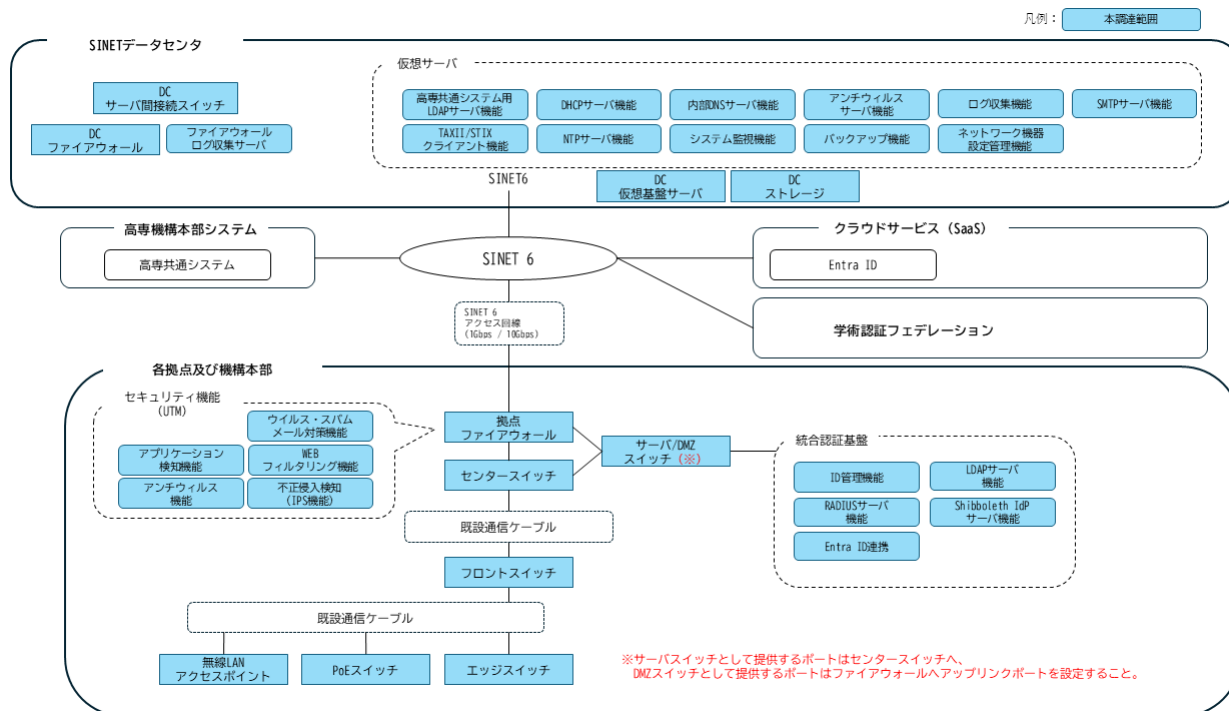 凡例：
本調達範囲
SINETデータセンタ
DC
サーバ間接続スイッチ
DC
ファイアウォール
ファイアウォール
ログ収集サーバ
仮想サーバ
高専共通システム用
LDAPサーバ機能
DHCPサーバ機能
内部DNSサーバ機能
アンチウィルス
サーバ機能
ログ収集機能
SMTPサーバ機能
TAXII/STIX
クライアント機能
NTPサーバ機能
システム監視機能
バックアップ機能
ネットワーク機器
設定管理機能
SINET6
DC
仮想基盤サーバ
DC
ストレージ
高専機構本部システム
高専共通システム
SINET 6
クラウドサービス（SaaS）
Entra ID
SINET 6
アクセス回線
(1Gbps / 10Gbps)
学術認証フェデレーション
各拠点及び機構本部
セキュリティ機能
(UTM)
ウイルス・スパム
メール対策機能
アプリケーション
検知機能
WEB
フィルタリング機能
アンチウィルス
機能
不正侵入検知
(IPS機能)
拠点
ファイアウォール
センタースイッチ
サーバ/DMZ
スイッチ（※）
統合認証基盤
ID管理機能
LDAPサーバ
機能
RADIUSサーバ
機能
Shibboleth IdP
サーバ機能
Entra ID連携
既設通信ケーブル
フロントスイッチ
既設通信ケーブル
無線LAN
アクセスポイント
PoEスイッチ
エッジスイッチ
※サーバスイッチとして提供するポートはセンタースイッチへ、
DMZスイッチとして提供するポートはファイアウォールへアップリンクポートを設定すること。